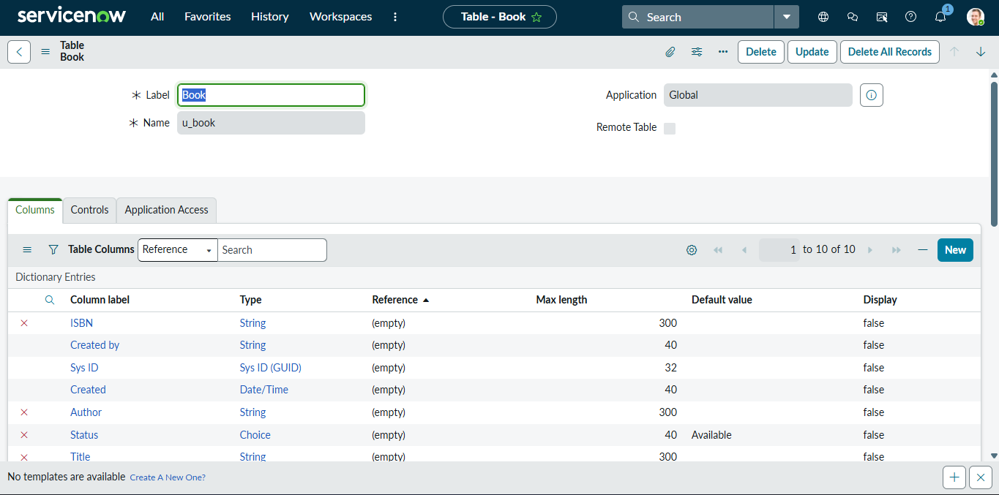 servicenow All Favorites History Workspaces Table - Book Search 1
Table
Book
Delete Update Delete All Records
Label Book Application Global
Name u_book
Remote Table
Columns Controls Application Access
Table Columns Reference Search 1 to 10 of 10 New
Dictionary Entries
Column label Type Reference Max length Default value Display
ISBN String (empty) 300 false
Created by String (empty) 40 false
Sys ID Sys ID (GUID) (empty) 32 false
Created Date/Time (empty) 40 false
Author String (empty) 300 false
Status Choice (empty) 40 Available false
Title String (empty) 300 false
No templates are available Create A New One?